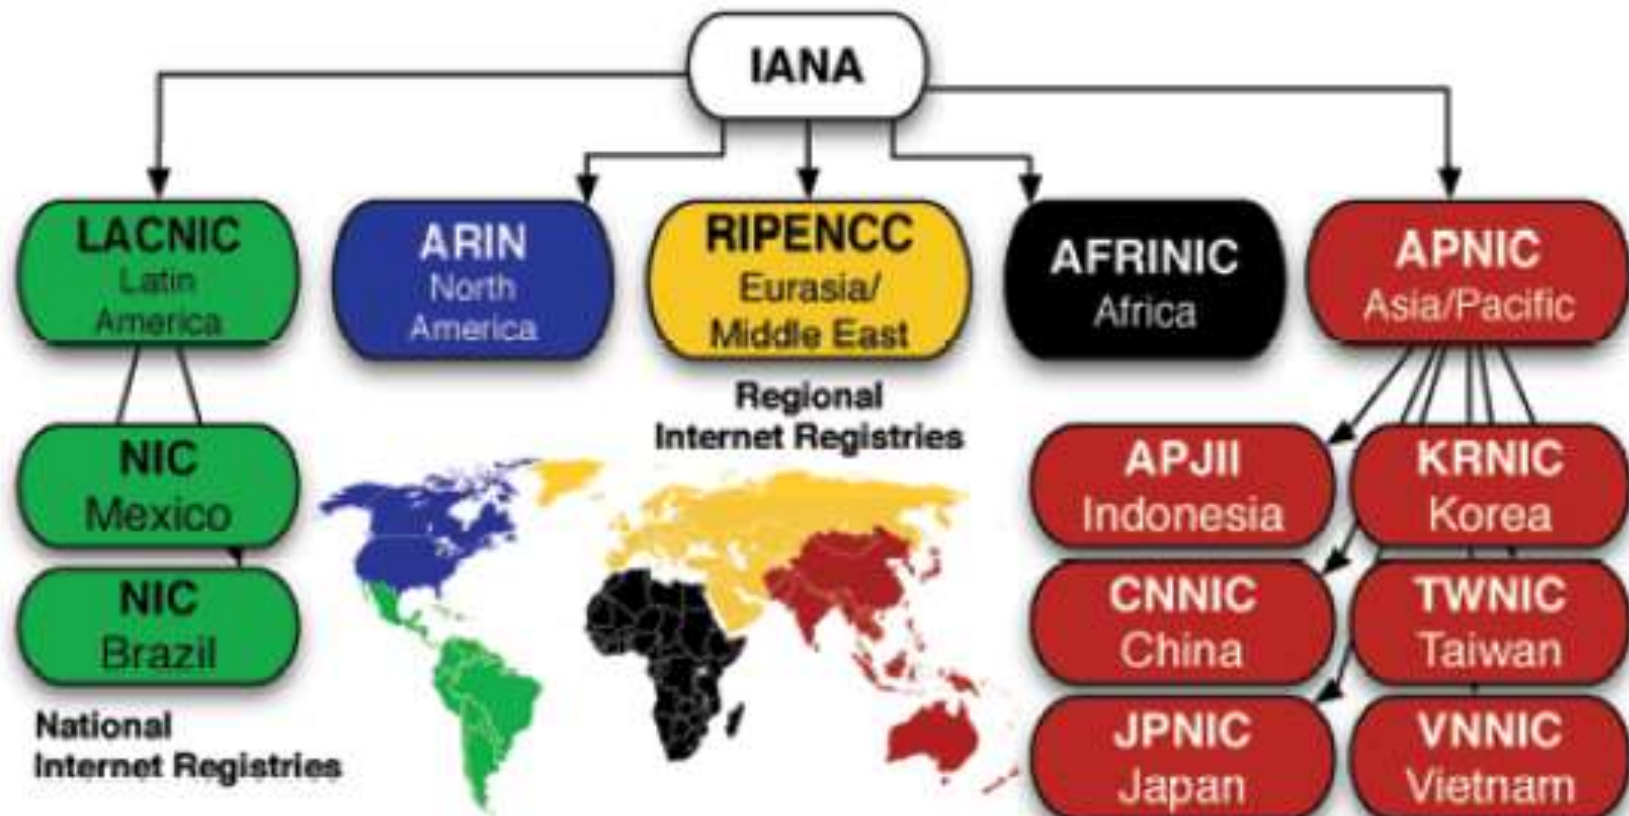 IANA
LACNIC
Latin
America
ARIN
North
America
RIPENCC
Eurasia/
Middle East
AFRINIC
Africa
APNIC
Asia/Pacific
Regional
Internet Registries
NIC
Mexico
NIC
Brazil
National
Internet Registries
APJII
Indonesia
KRNIC
Korea
CNNIC
China
TWNIC
Taiwan
JPNIC
Japan
VNNIC
Vietnam